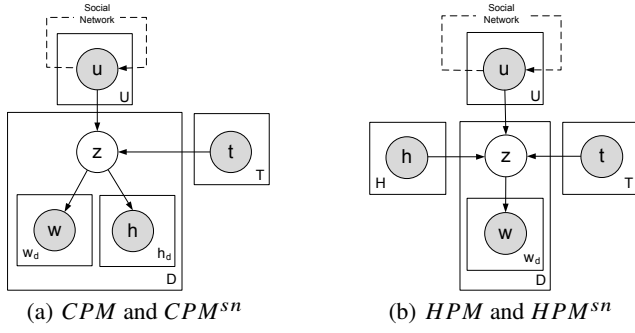 Social
Network
u
U
z
t
T
w
w_d
h
h_d
D
(a) CPM and CPM^{sn}
Social
Network
u
U
h
H
z
t
T
w
w_d
D
(b) HPM and HPM^{sn}